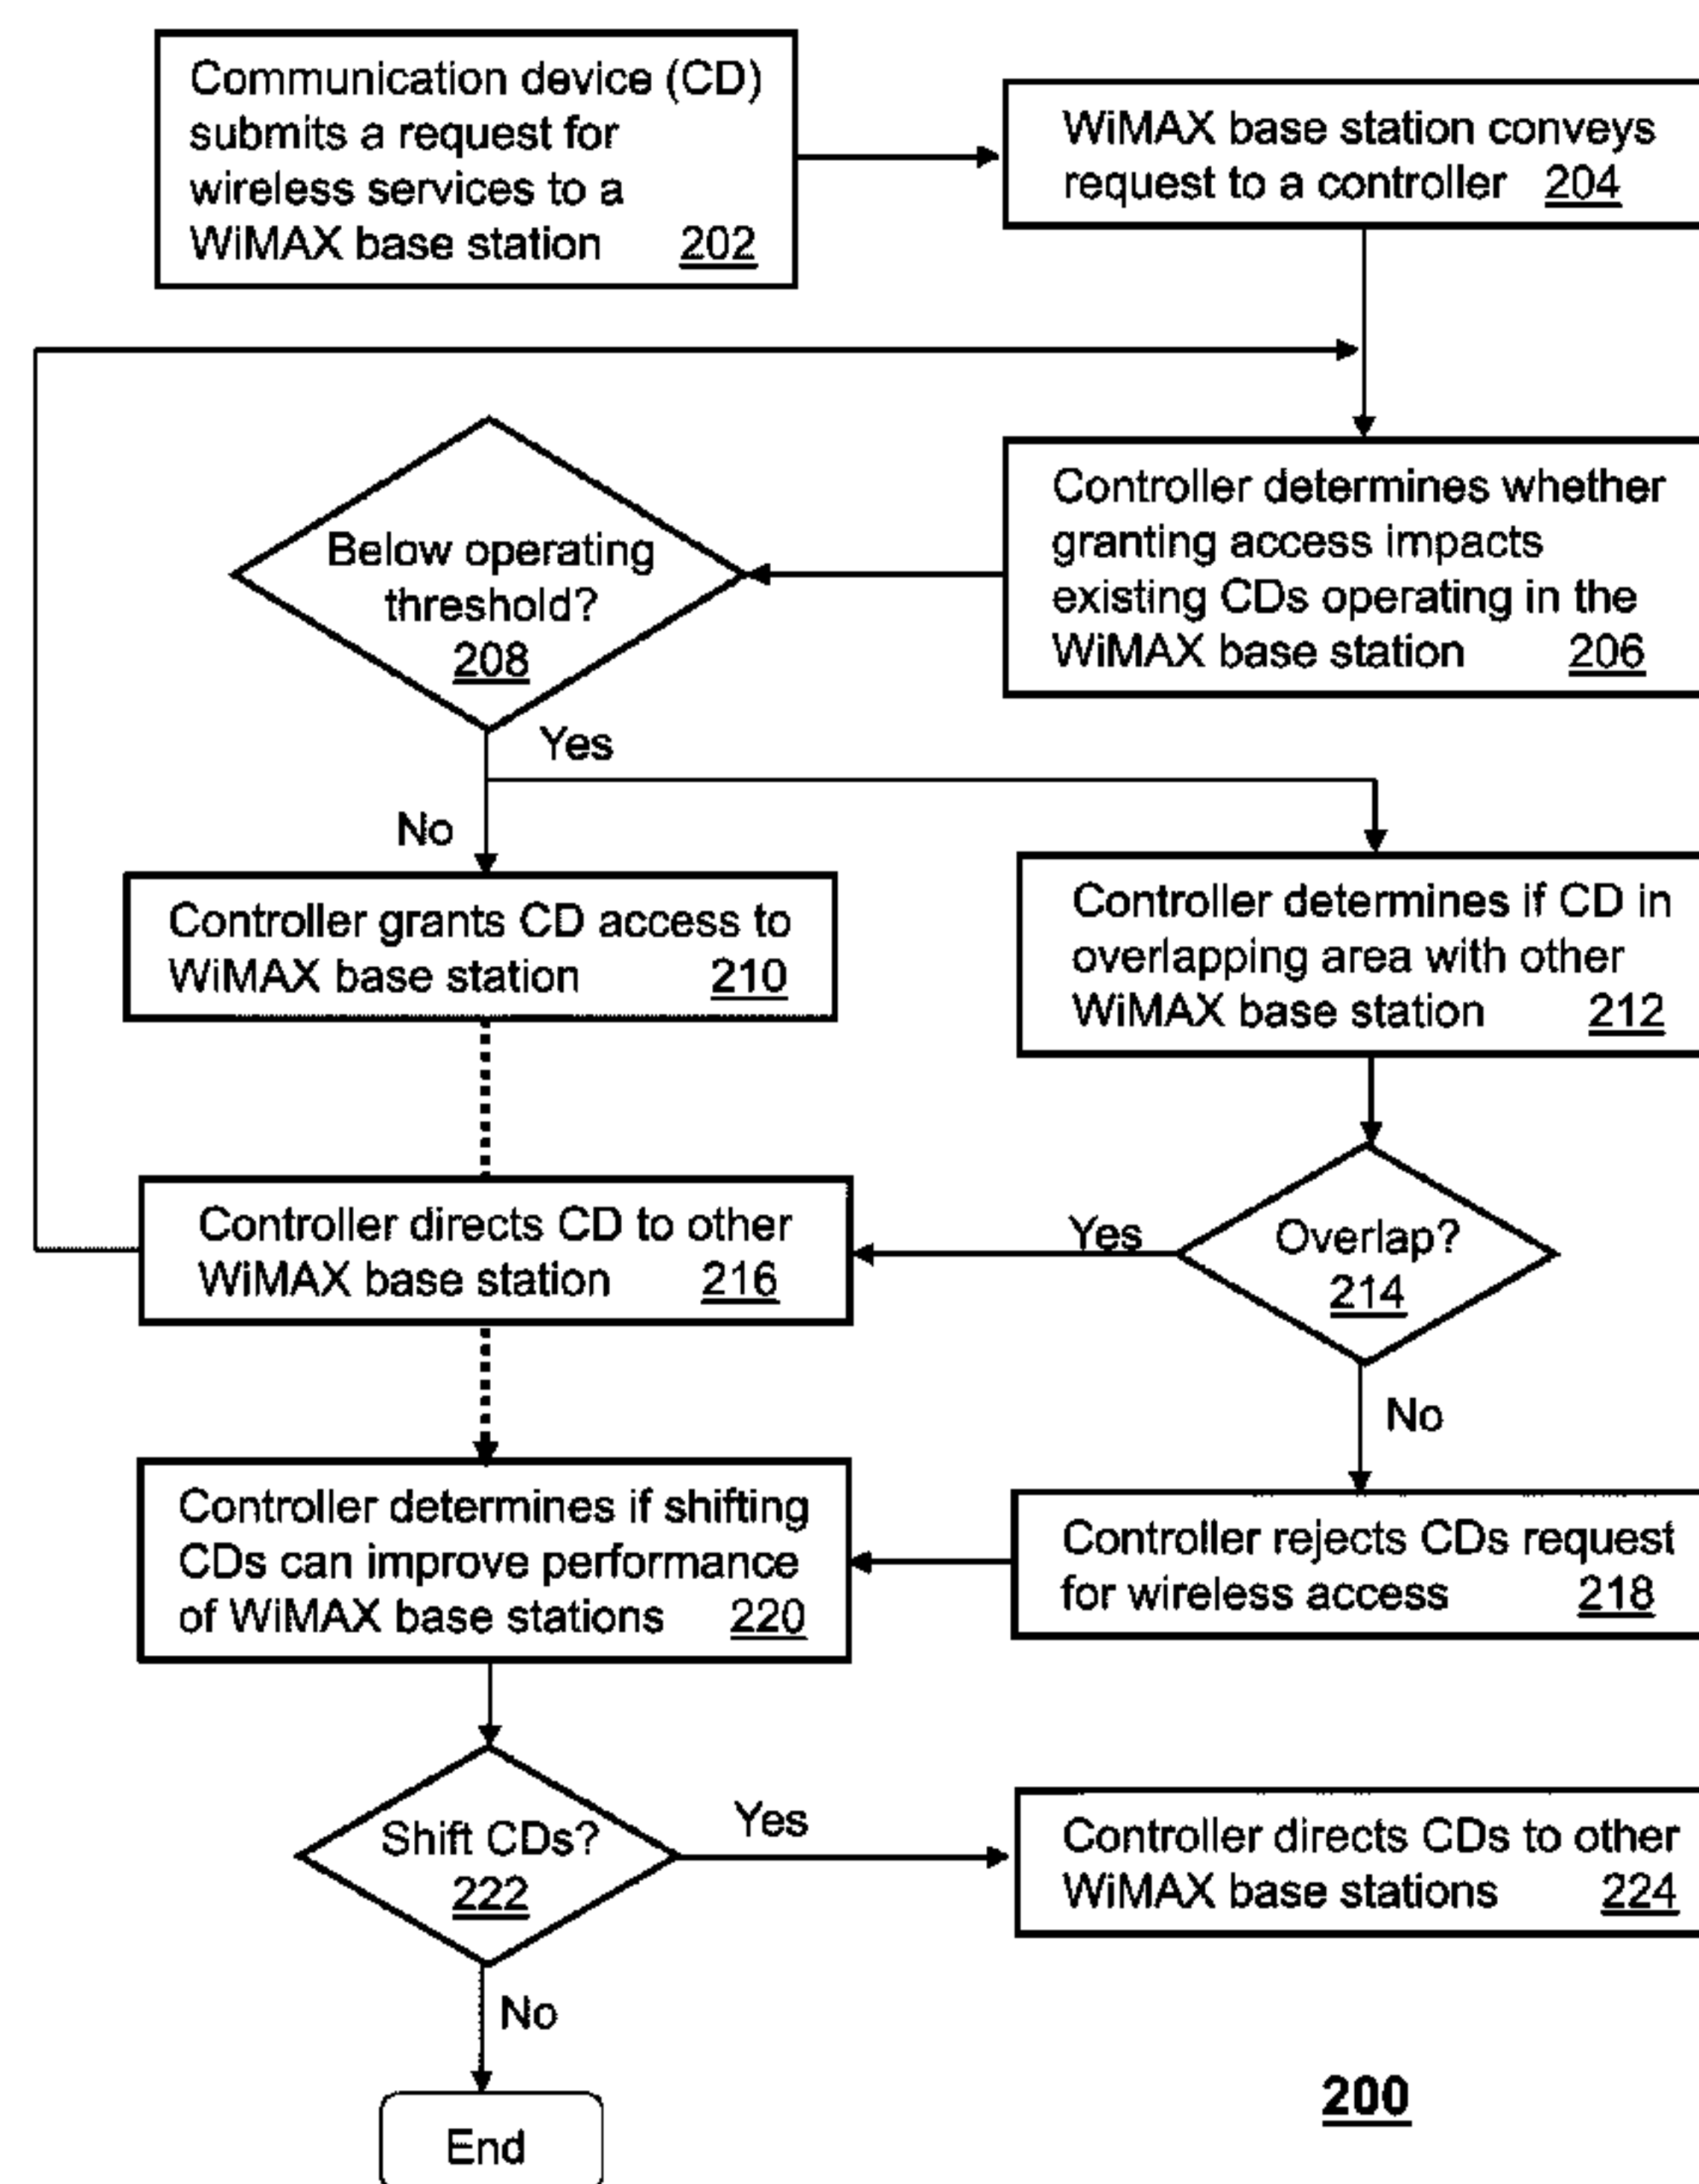 Communication device (CD)
submits a request for
wireless services to a
WiMAX base station 202
WiMAX base station conveys
request to a controller 204
Controller determines whether
granting access impacts
existing CDs operating in the
WiMAX base station 206
Below operating
threshold?
208
Yes
No
Controller grants CD access to
WiMAX base station 210
Controller determines if CD in
overlapping area with other
WiMAX base station 212
Overlap?
214
Yes
Controller directs CD to other
WiMAX base station 216
No
Controller rejects CDs request
for wireless access 218
Controller determines if shifting
CDs can improve performance
of WiMAX base stations 220
Shift CDs?
222
Yes
Controller directs CDs to other
WiMAX base stations 224
No
End
200